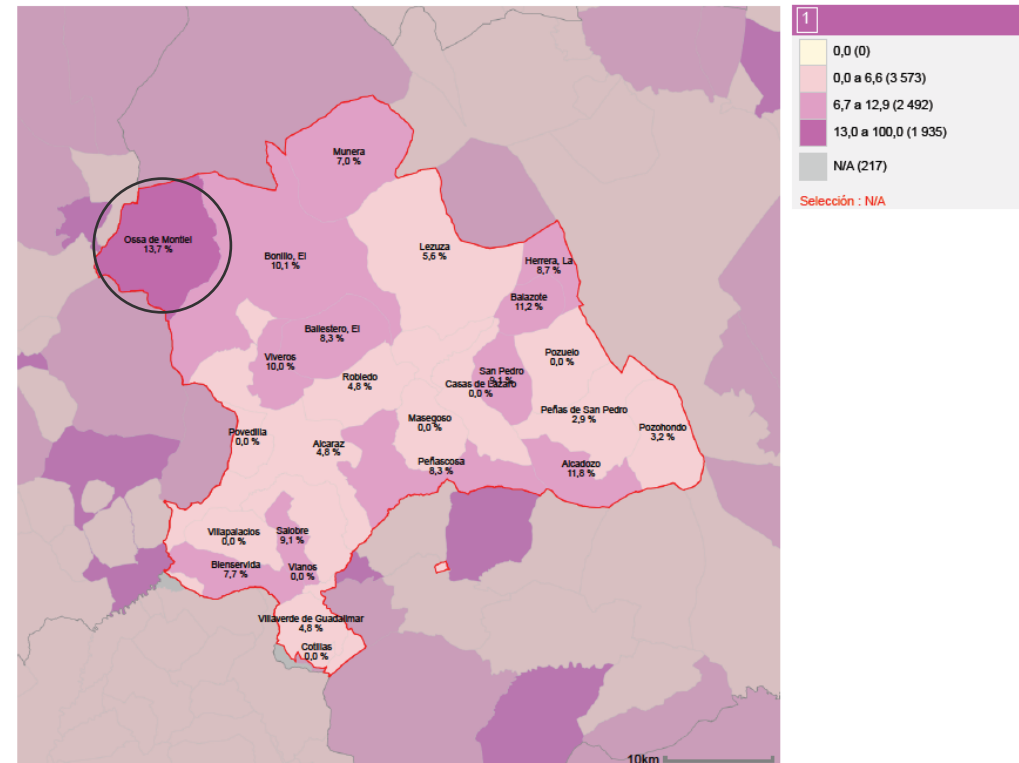 1
0,0 (0)
0,0 a 6,6 (3 573)
6,7 a 12,9 (2 492)
13,0 a 100,0 (1 935)
N/A (217)
Selección : N/A
Munera
7,0 %
Ossa de Montiel
13,7 %
Bonillo, El
10,1 %
Lezuza
5,6 %
Herrera, La
8,7 %
Balazote
11,2 %
Ballestero, El
8,3 %
Viveros
10,0 %
Robledo
4,8 %
Pozuelo
0,0 %
San Pedro
9,1 %
Casas de Lázaro
0,0 %
Masegoso
0,0 %
Peñas de San Pedro
2,9 %
Pozohondo
3,2 %
Povedilla
0,0 %
Alcaraz
4,8 %
Peñascosa
8,3 %
Alcadozo
11,8 %
Villapalacios
0,0 %
Salobre
9,1 %
Bienservida
7,7 %
Vianos
0,0 %
Villaverde de Guadalimar
4,8 %
Cotillas
0,0 %
10km